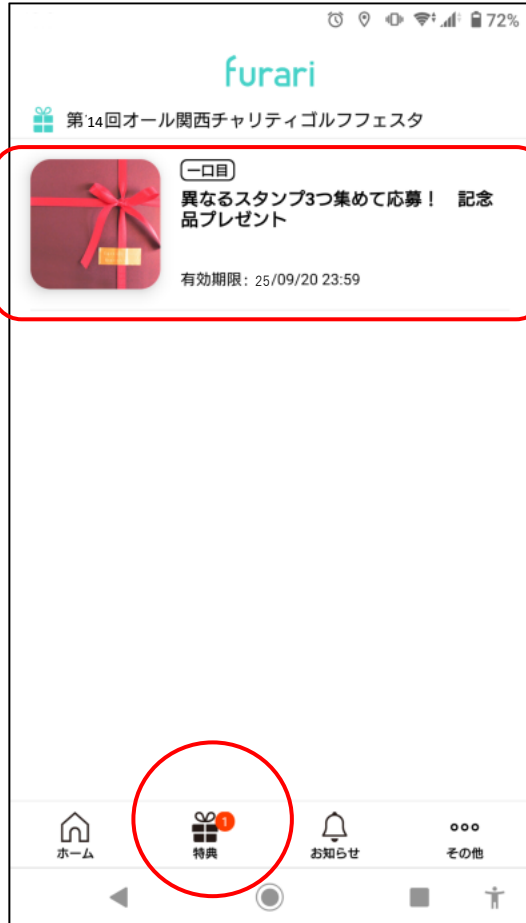 72%
furari
第14回オール関西チャリティゴルフフェスタ
一口目
異なるスタンプ3つ集めて応募！　記念
品プレゼント
有効期限: 25/09/20 23:59
1
ホーム
特典
お知らせ
その他